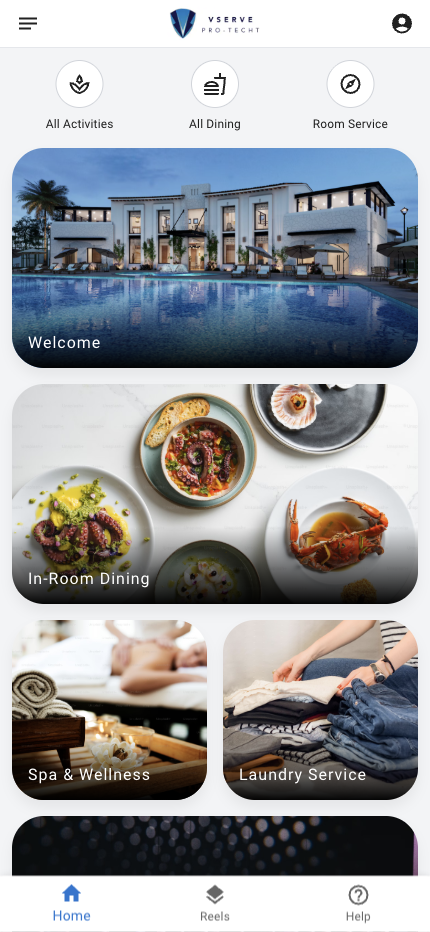 VSERVE
PRO-TECHT
All Activities
All Dining
Room Service
Welcome
In-Room Dining
Spa & Wellness
Laundry Service
Home
Reels
Help